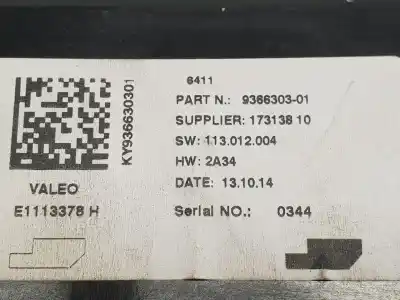 6411
PART N.: 9366303-01
SUPPLIER: 173138 10
SW: 113.012.004
HW: 2A34
DATE: 13.10.14
Serial NO.: 0344
KY936630301
VALEO
E1113378 H